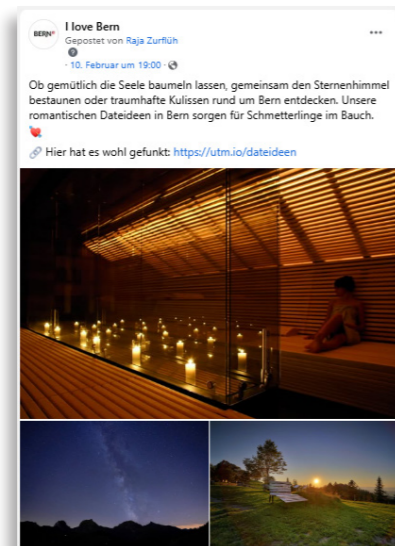 BERN
I love Bern
Gepostet von Raja Zurflüh
· 10. Februar um 19:00 ·
Ob gemütlich die Seele baumeln lassen, gemeinsam den Sternenhimmel
bestaunen oder traumhafte Kulissen rund um Bern entdecken. Unsere
romantischen Dateideen in Bern sorgen für Schmetterlinge im Bauch.
💘
🔗 Hier hat es wohl gefunkt: https://utm.io/dateideen